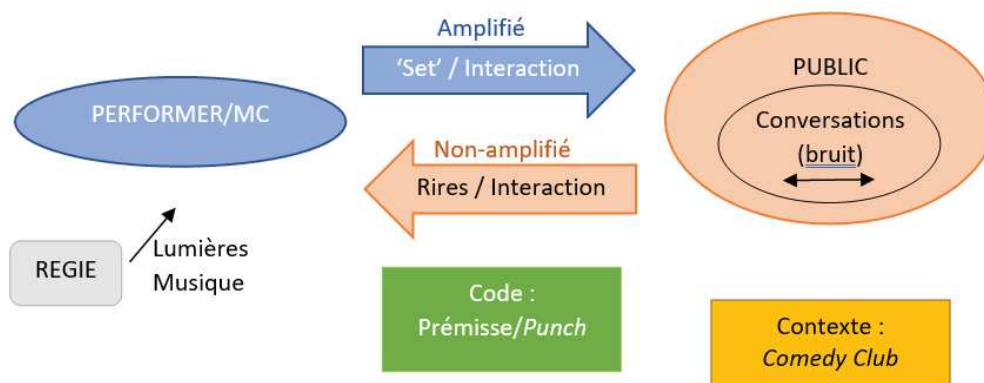 Amplifié
'Set' / Interaction
PERFORMER/MC
PUBLIC
Conversations
(bruit)
Non-amplifié
Rires / Interaction
REGIE
Lumières
Musique
Code :
Prémisse/Punch
Contexte :
Comedy Club